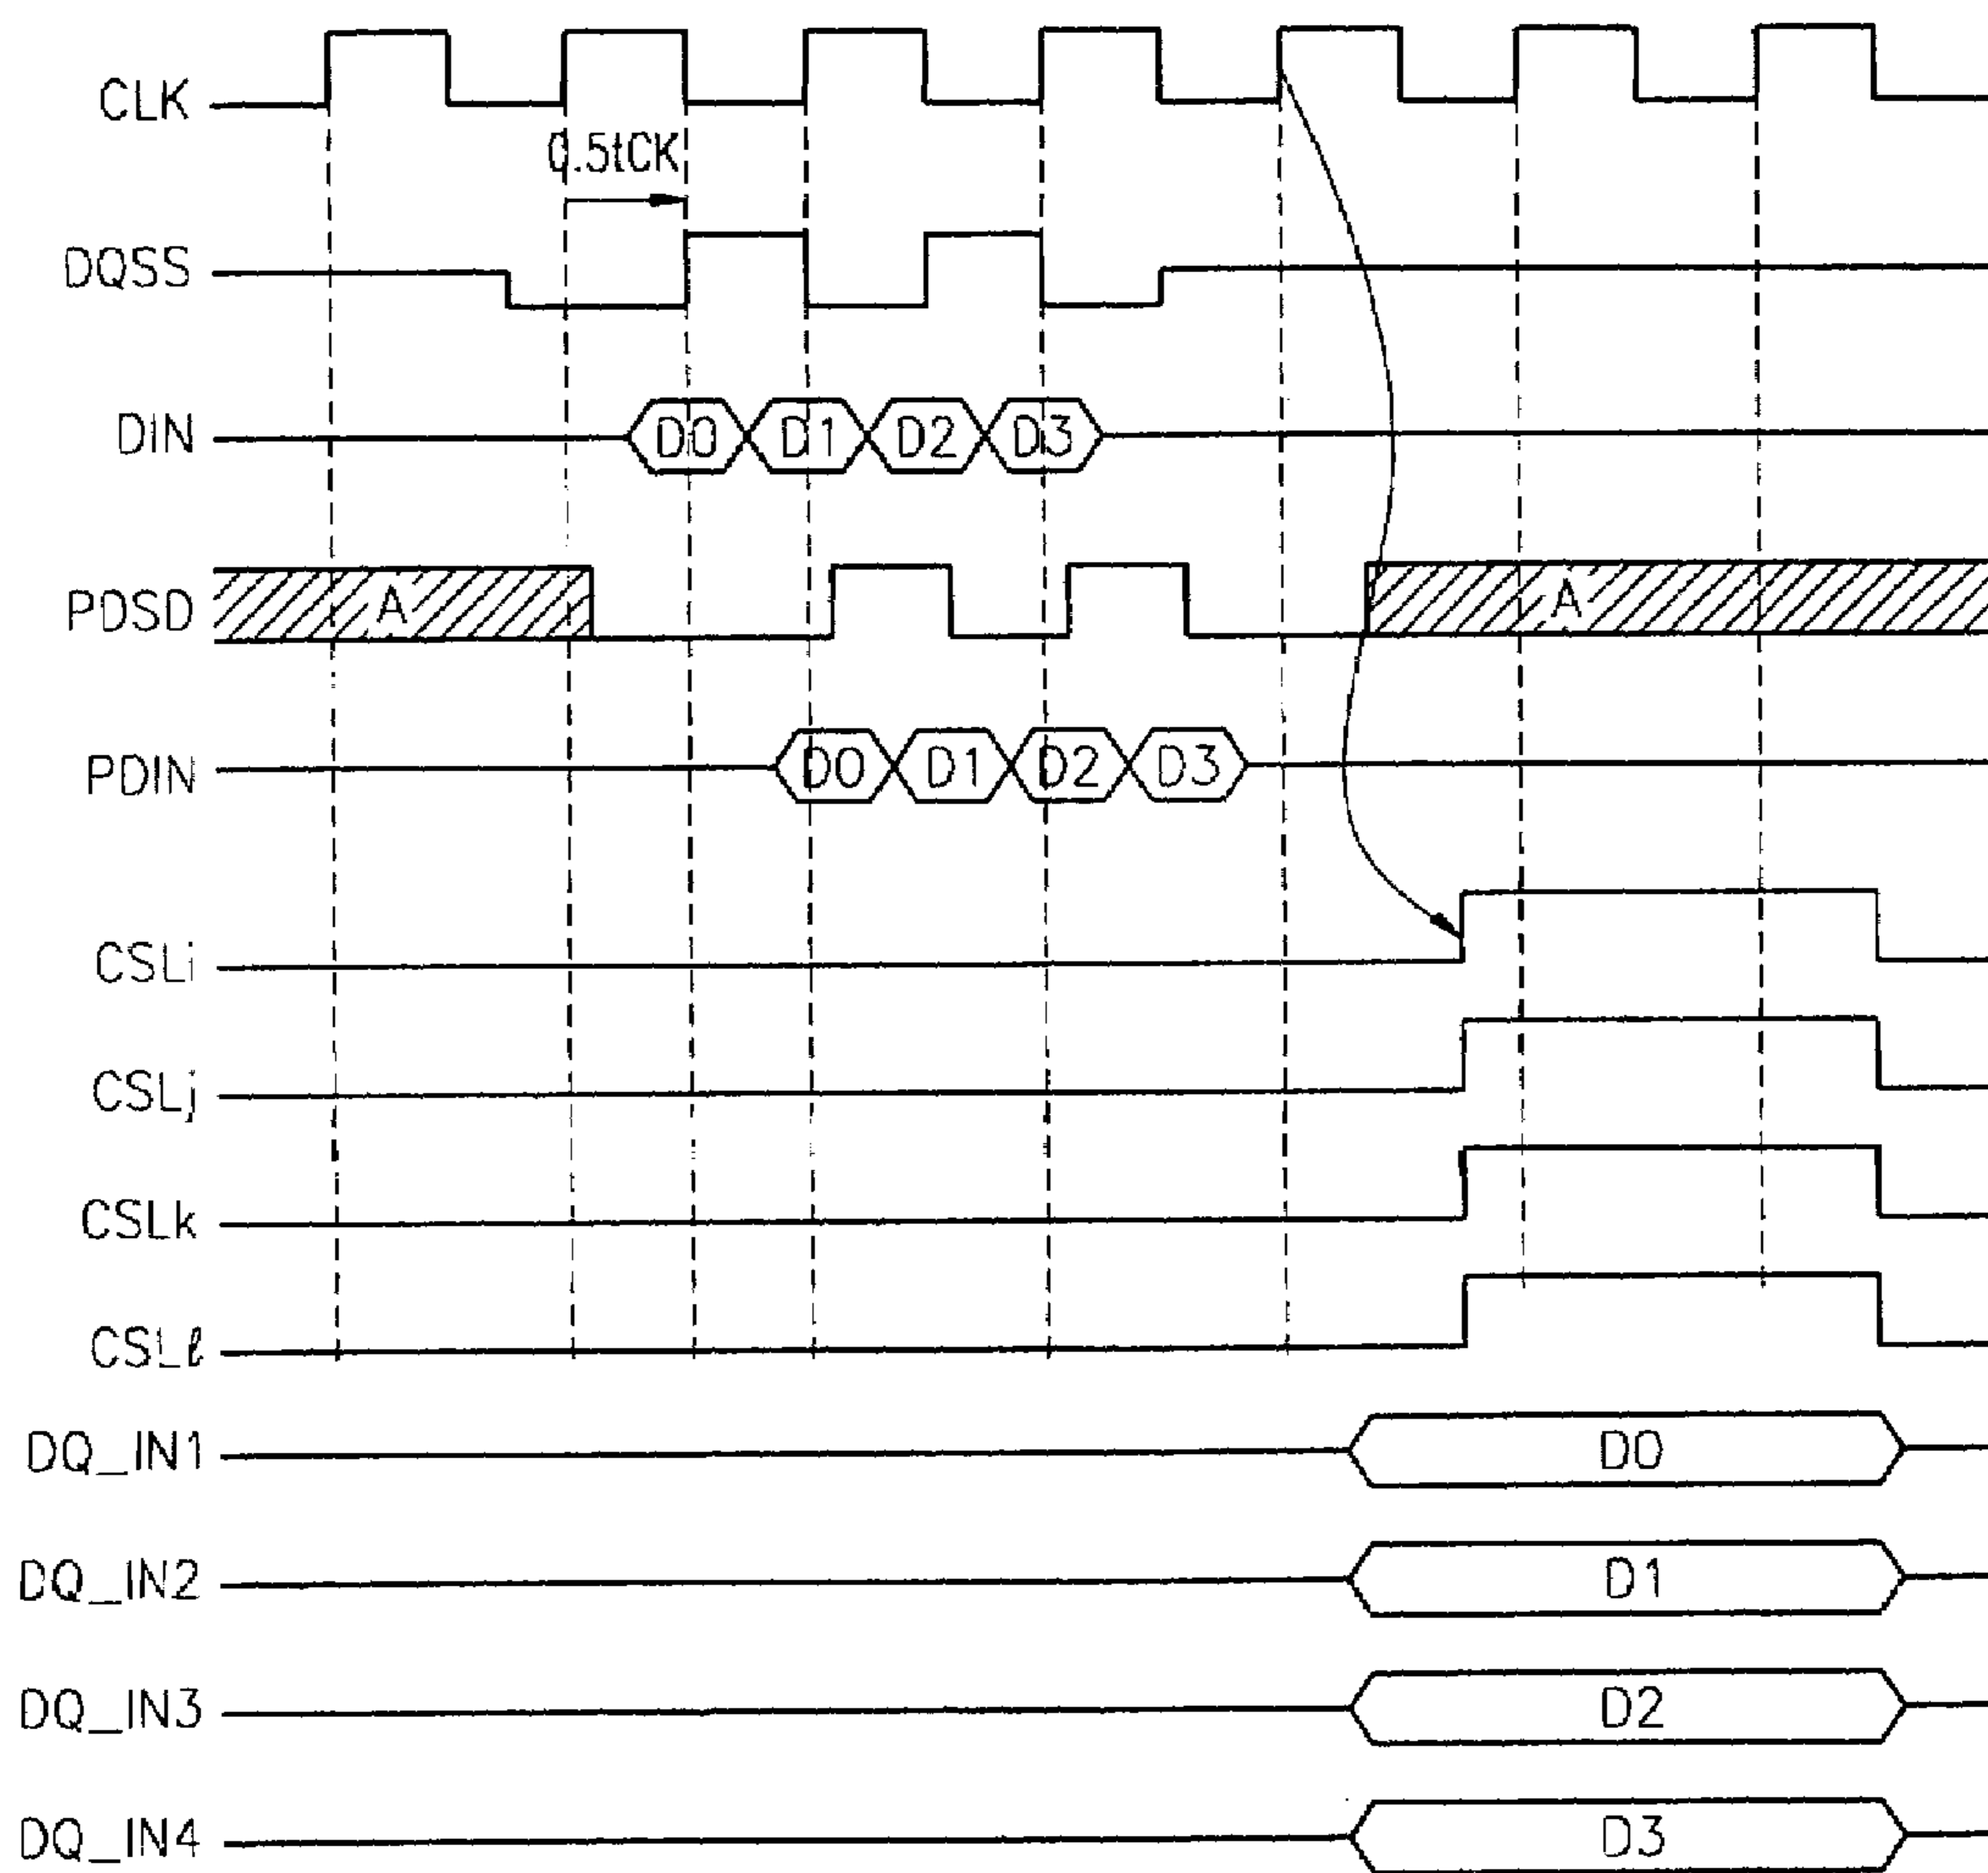 CLK
0.5tCK
DQSS
DIN D0 D1 D2 D3
PDSD A A
PDIN D0 D1 D2 D3
CSLi
CSLj
CSLk
CSLℓ
DQ_IN1 D0
DQ_IN2 D1
DQ_IN3 D2
DQ_IN4 D3